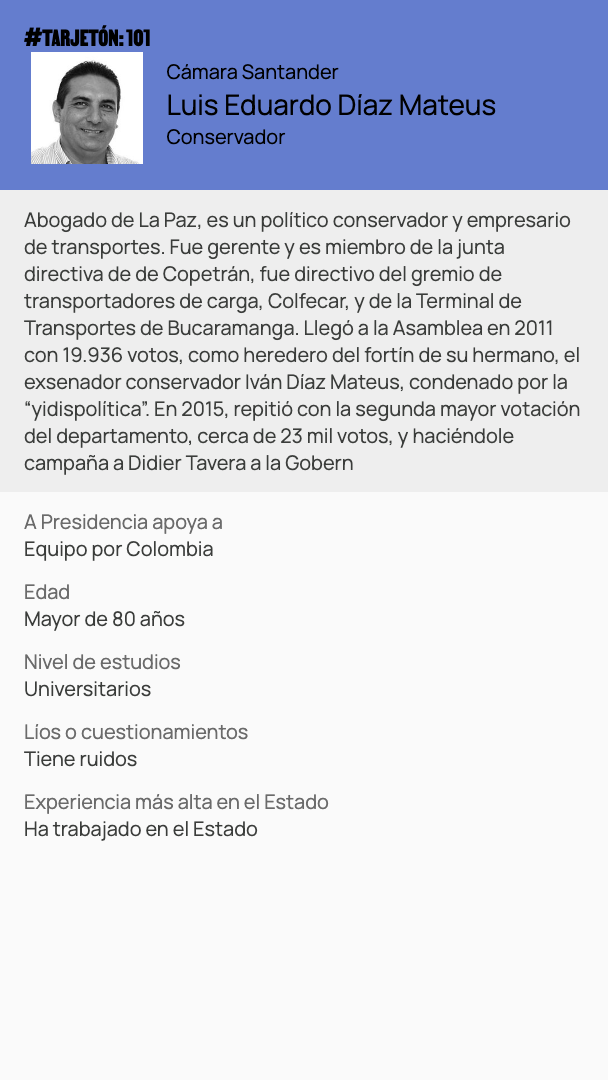 #TARJETÓN: 101
Cámara Santander
Luis Eduardo Díaz Mateus
Conservador
Abogado de La Paz, es un político conservador y empresario
de transportes. Fue gerente y es miembro de la junta
directiva de de Copetrán, fue directivo del gremio de
transportadores de carga, Colfecar, y de la Terminal de
Transportes de Bucaramanga. Llegó a la Asamblea en 2011
con 19.936 votos, como heredero del fortín de su hermano, el
exsenador conservador Iván Díaz Mateus, condenado por la
“yidispolítica”. En 2015, repitió con la segunda mayor votación
del departamento, cerca de 23 mil votos, y haciéndole
campaña a Didier Tavera a la Gobern
A Presidencia apoya a
Equipo por Colombia
Edad
Mayor de 80 años
Nivel de estudios
Universitarios
Líos o cuestionamientos
Tiene ruidos
Experiencia más alta en el Estado
Ha trabajado en el Estado